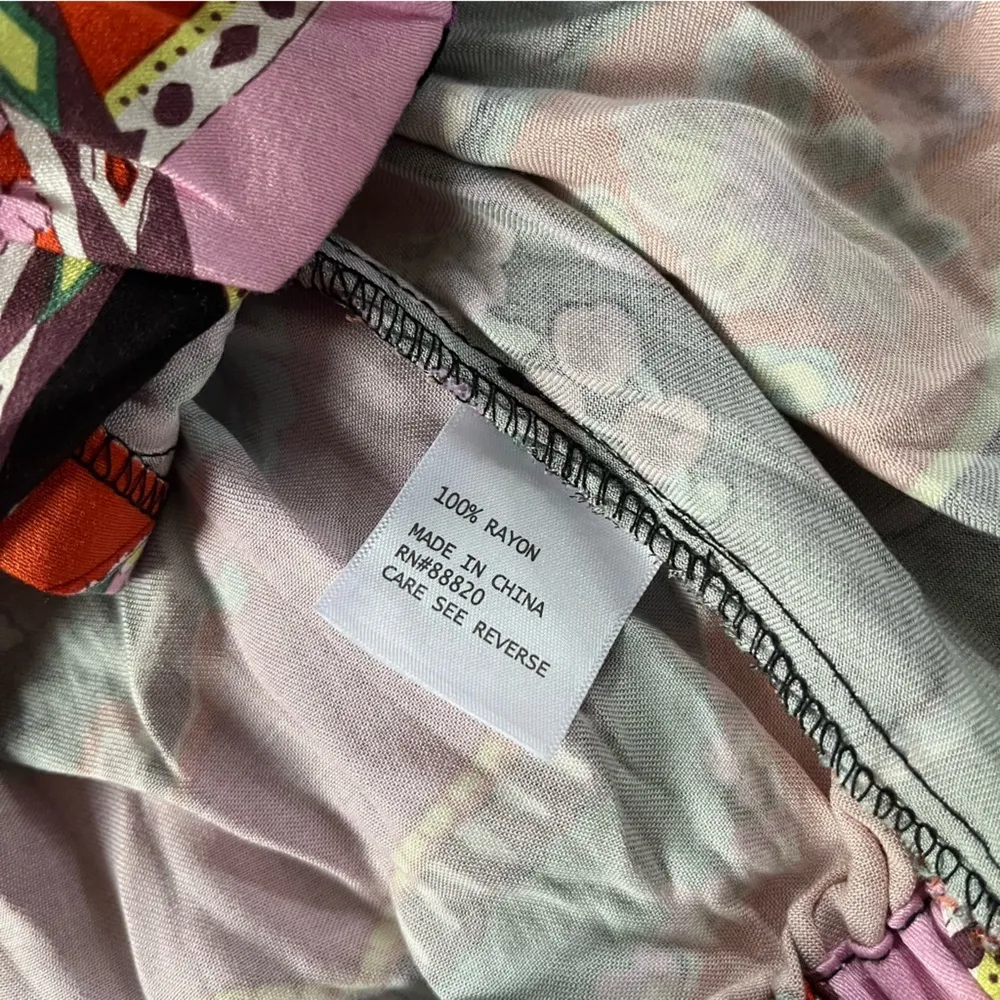 100% RAYON
MADE IN CHINA
RN#88820
CARE SEE REVERSE